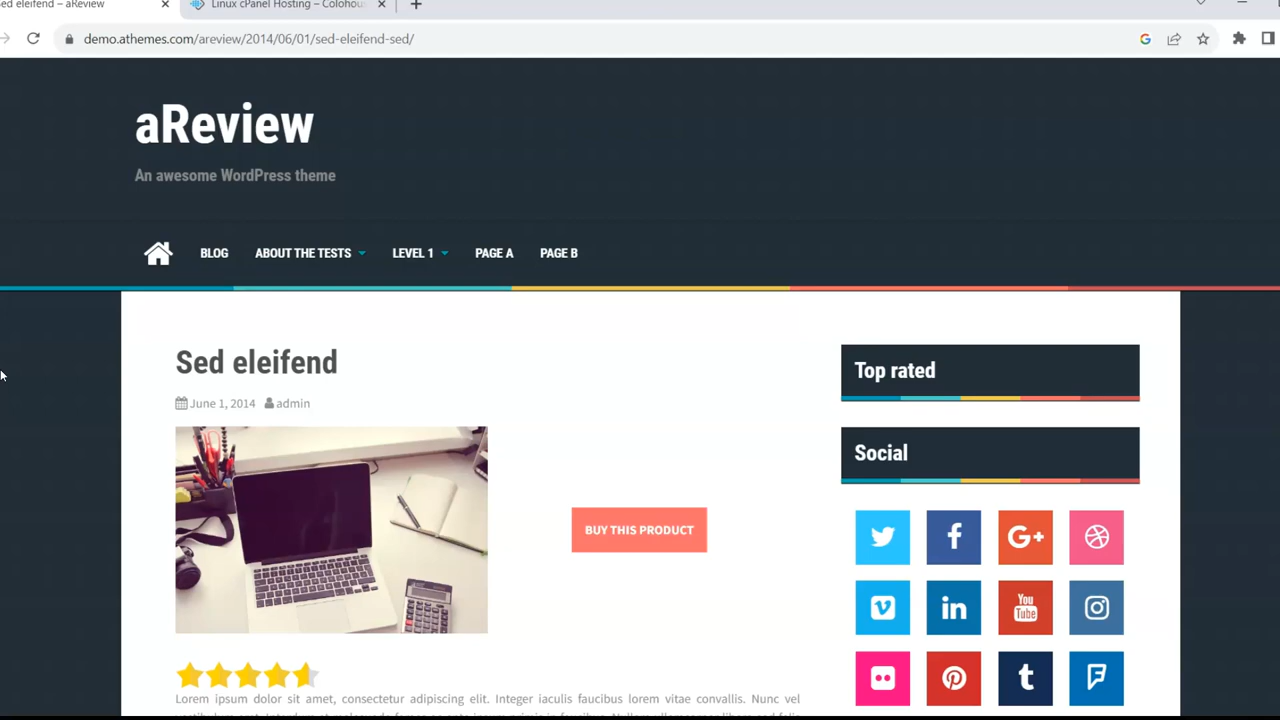 ed eleifend – aReview
Linux cPanel Hosting – Colohous
demo.athemes.com/areview/2014/06/01/sed-eleifend-sed/
aReview
An awesome WordPress theme
BLOG ABOUT THE TESTS LEVEL 1 PAGE A PAGE B
Sed eleifend
June 1, 2014 admin
BUY THIS PRODUCT
Lorem ipsum dolor sit amet, consectetur adipiscing elit. Integer iaculis faucibus lorem vitae convallis. Nunc vel
Top rated
Social
G+
You
Tube